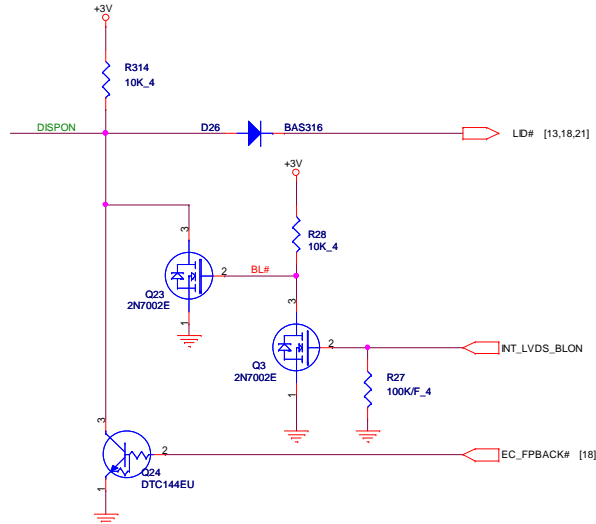 +3V
R314
10K_4
DISPON
D26
BAS316
LID# [13,18,21]
+3V
R28
10K_4
3
2
BL#
Q23
2N7002E
1
3
2
Q3
2N7002E
1
INT_LVDS_BLON
R27
100K/F_4
3
2
EC_FPBACK# [18]
Q24
DTC144EU
1